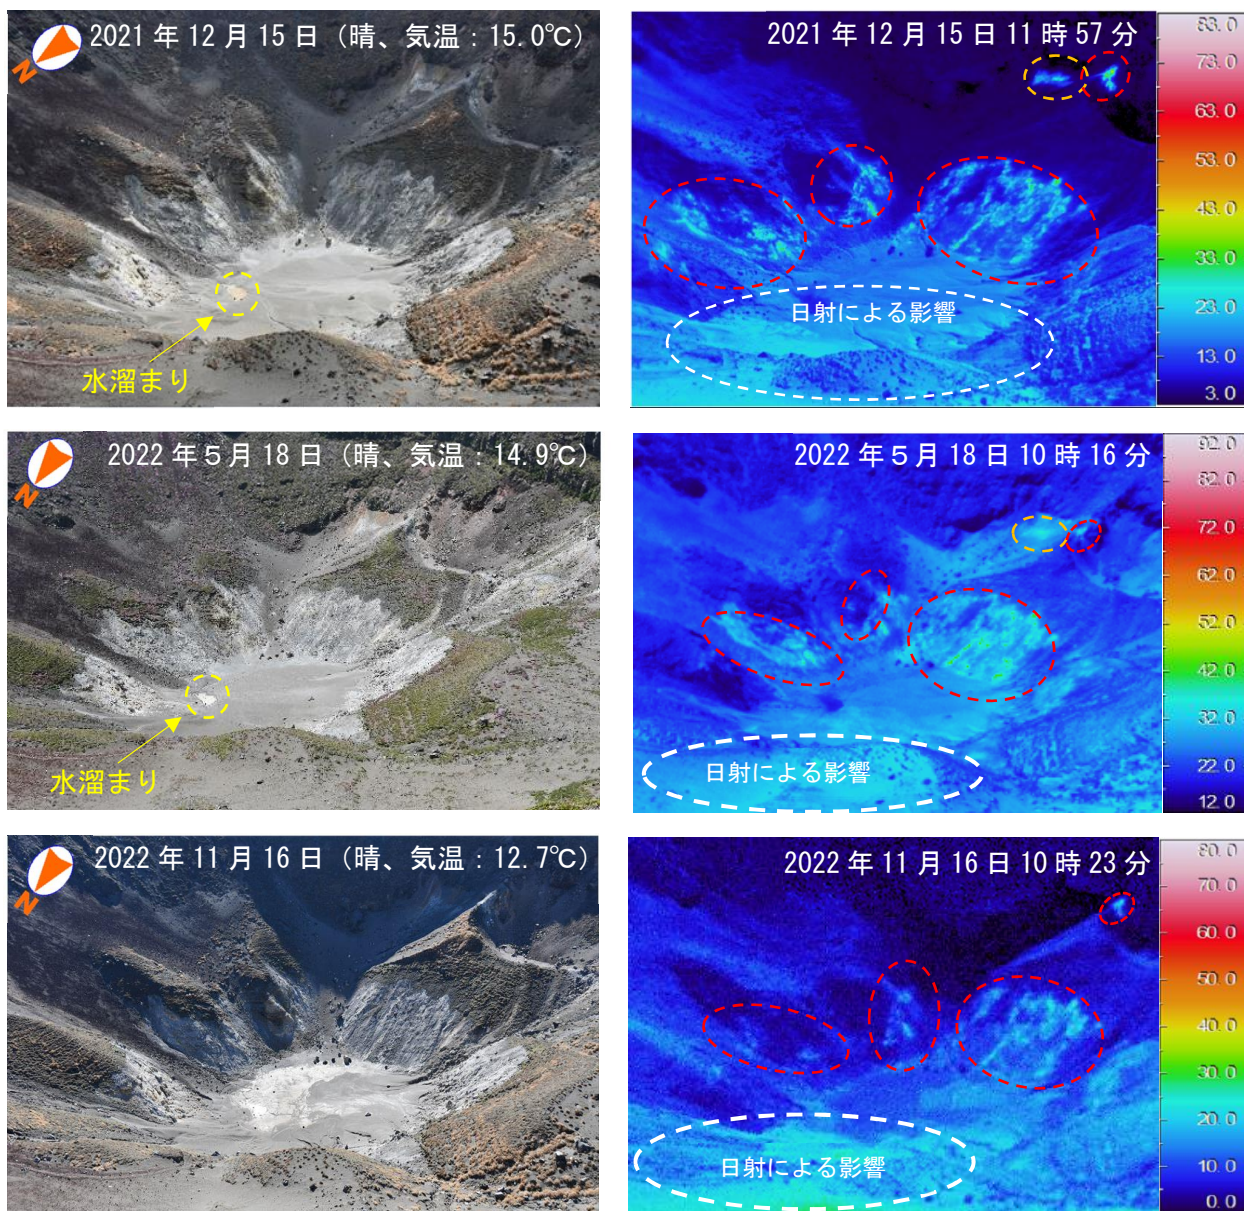 2021 年 12 月 15 日（晴、気温：15.0℃）
N
水溜まり
2021 年 12 月 15 日 11 時 57 分
日射による影響
83.0
73.0
63.0
53.0
43.0
33.0
23.0
13.0
3.0
2022 年５月 18 日（晴、気温：14.9℃）
N
水溜まり
2022 年５月 18 日 10 時 16 分
日射による影響
92.0
82.0
72.0
62.0
52.0
42.0
32.0
22.0
12.0
2022 年 11 月 16 日（晴、気温：12.7℃）
N
2022 年 11 月 16 日 10 時 23 分
日射による影響
80.0
70.0
60.0
50.0
40.0
30.0
20.0
10.0
0.0